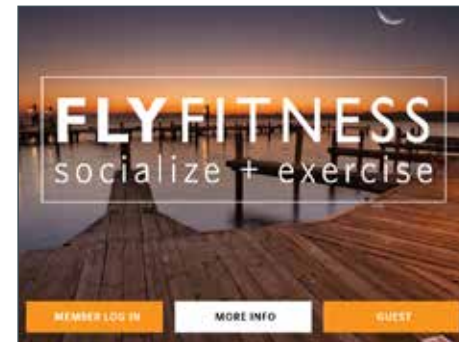 FLYFITNESS
socialize + exercise
MEMBER LOG IN
MORE INFO
GUEST